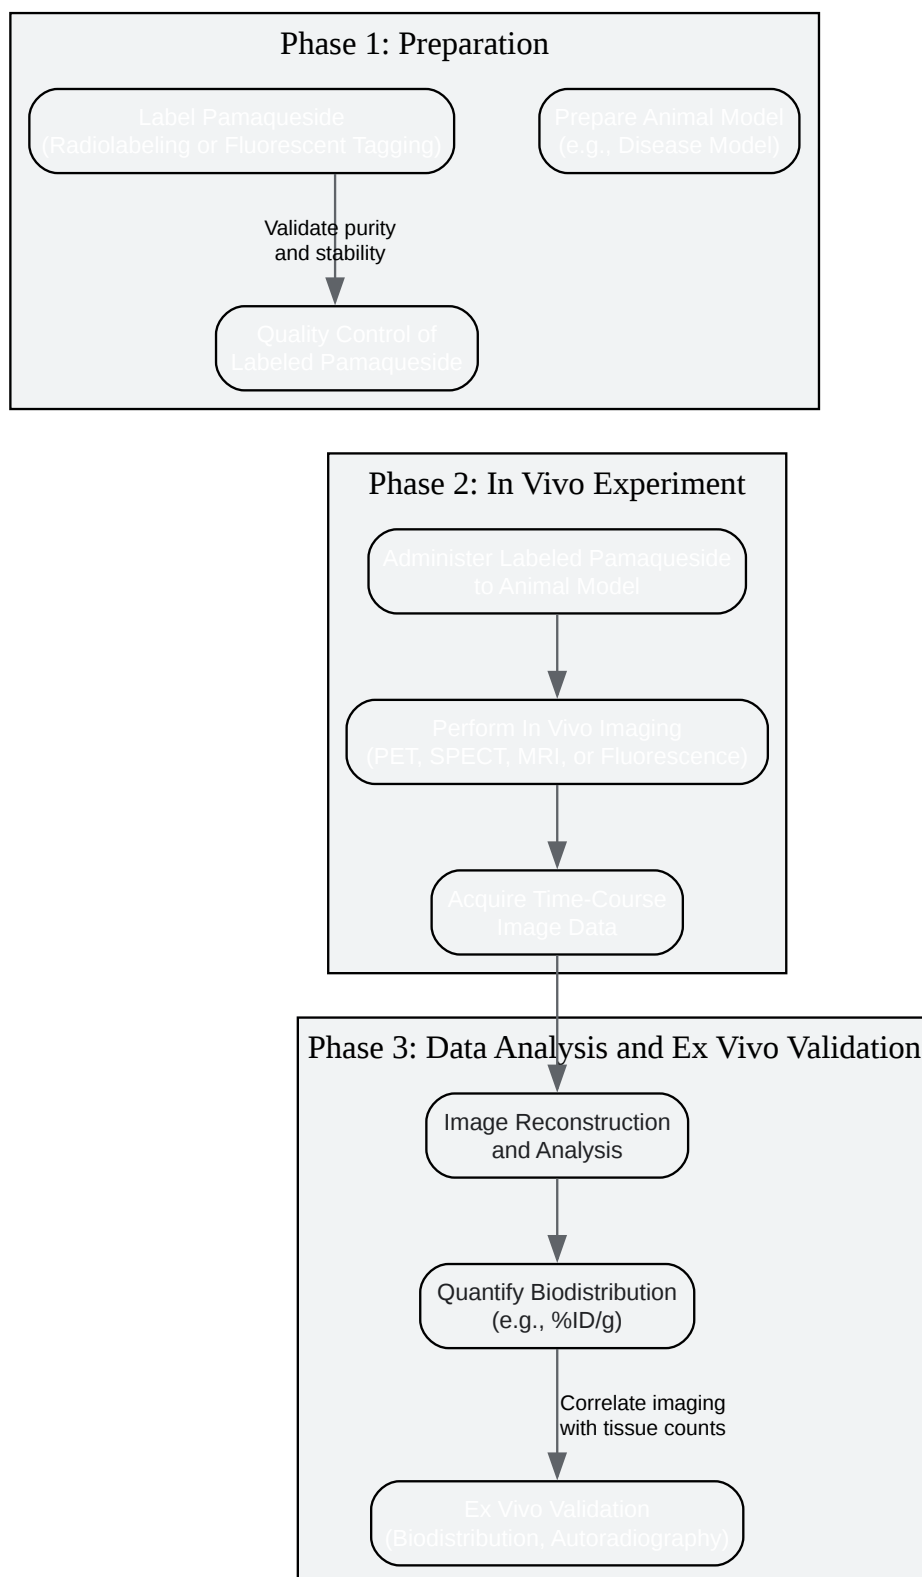 Phase 1: Preparation
Label Pamaqueside
(Radiolabeling or Fluorescent Tagging)
Prepare Animal Model
(e.g., Disease Model)
Validate purity
and stability
Quality Control of
Labeled Pamaqueside
Phase 2: In Vivo Experiment
Administer Labeled Pamaqueside
to Animal Model
Perform In Vivo Imaging
(PET, SPECT, MRI, or Fluorescence)
Acquire Time-Course
Image Data
Phase 3: Data Analysis and Ex Vivo Validation
Image Reconstruction
and Analysis
Quantify Biodistribution
(e.g., %ID/g)
Correlate imaging
with tissue counts
Ex Vivo Validation
(Biodistribution, Autoradiography)